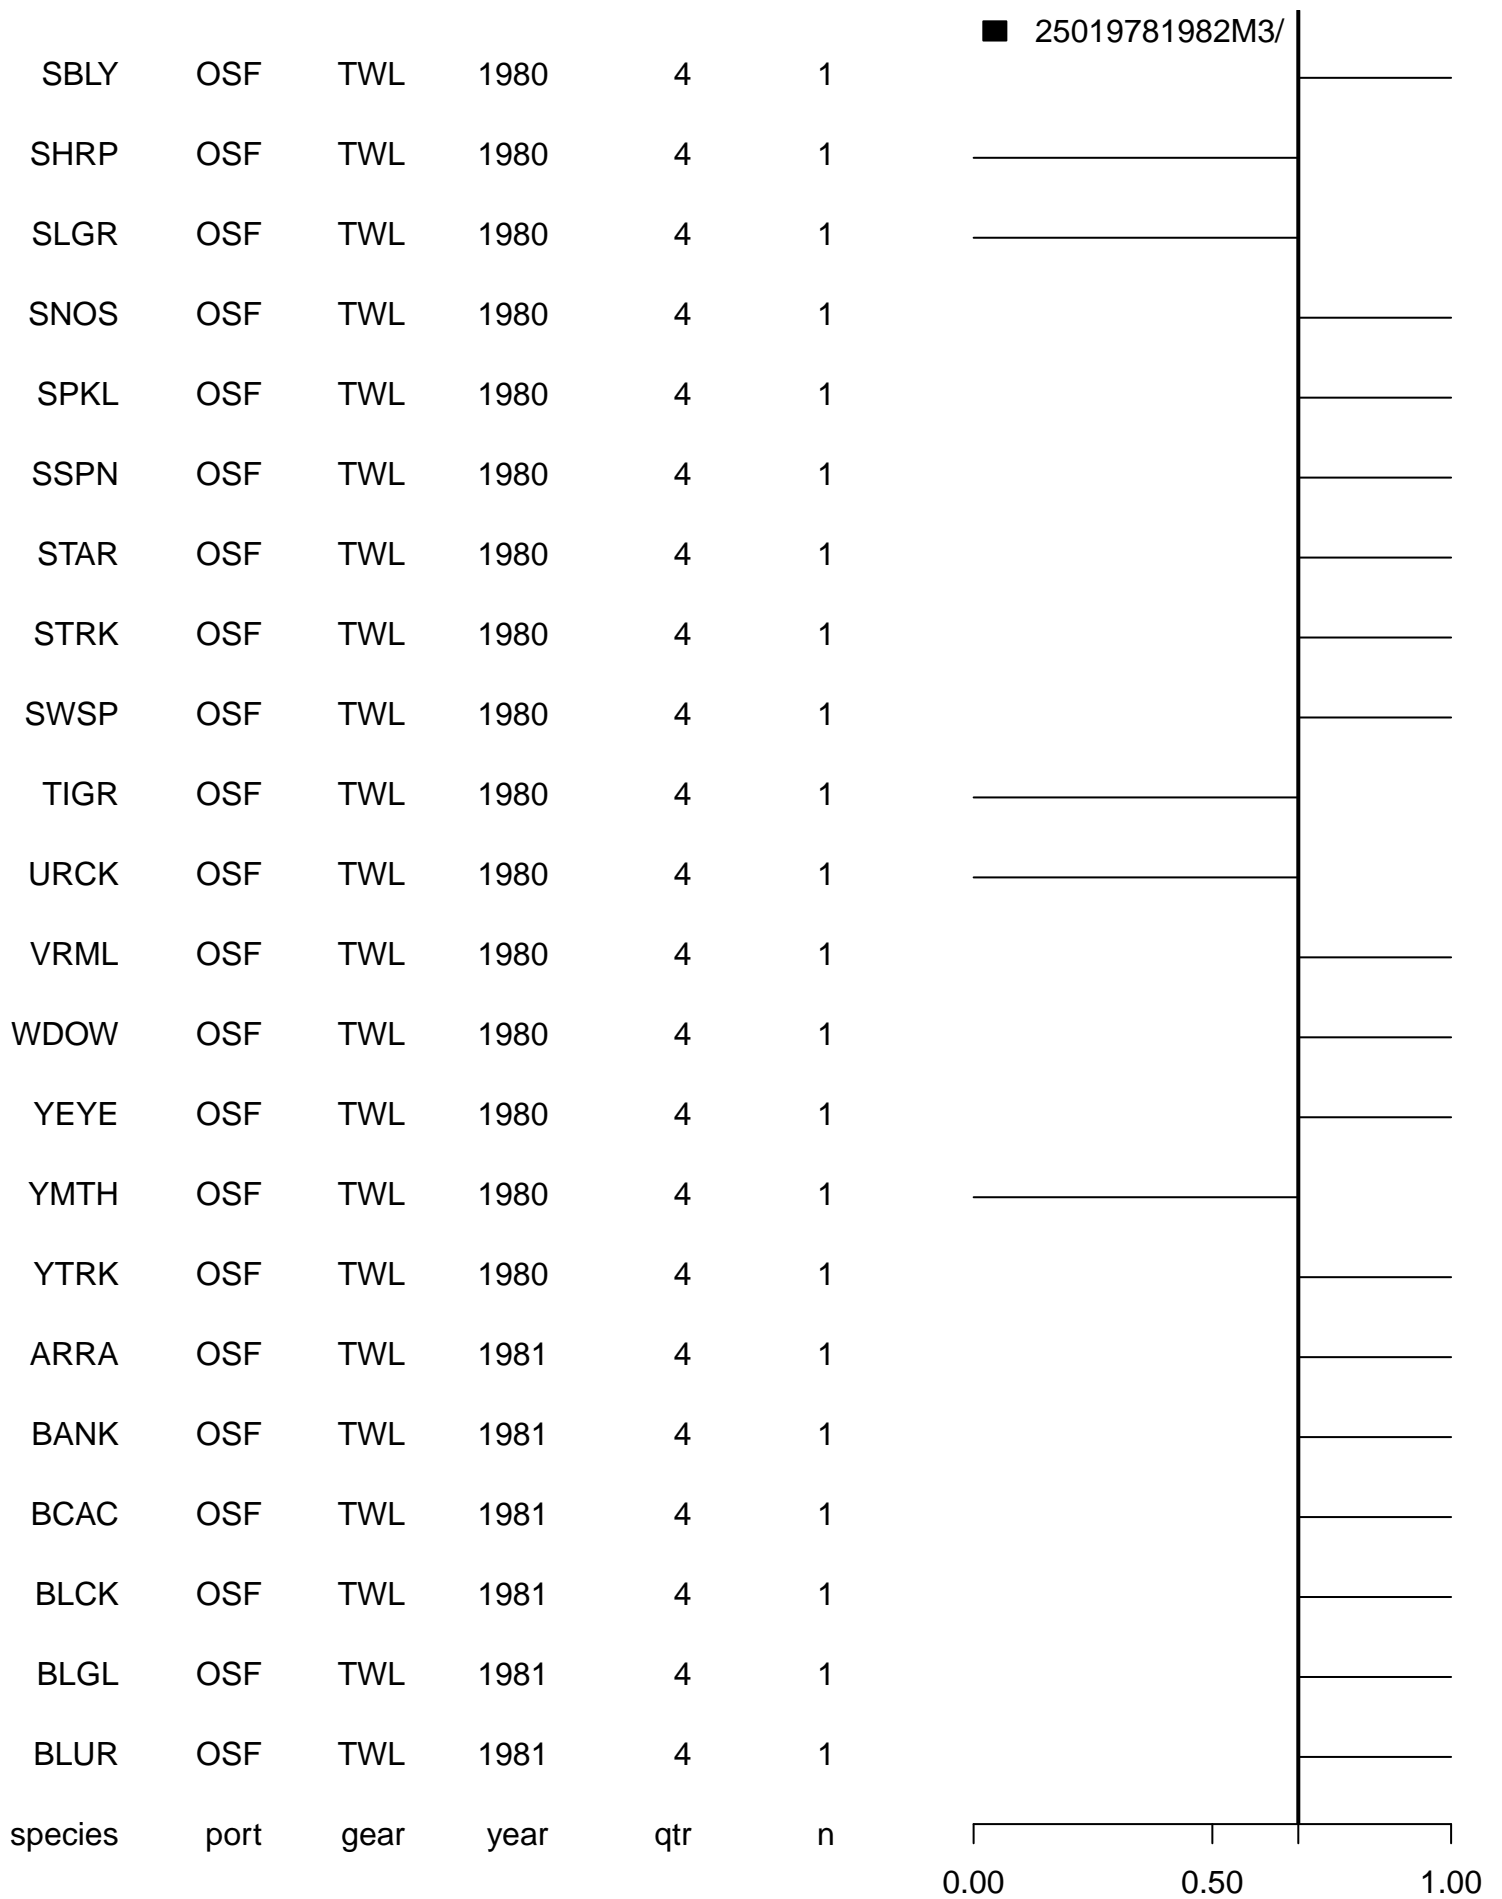 25019781982M3/
SBLY OSF TWL 1980 4 1
SHRP OSF TWL 1980 4 1
SLGR OSF TWL 1980 4 1
SNOS OSF TWL 1980 4 1
SPKL OSF TWL 1980 4 1
SSPN OSF TWL 1980 4 1
STAR OSF TWL 1980 4 1
STRK OSF TWL 1980 4 1
SWSP OSF TWL 1980 4 1
TIGR OSF TWL 1980 4 1
URCK OSF TWL 1980 4 1
VRML OSF TWL 1980 4 1
WDOW OSF TWL 1980 4 1
YEYE OSF TWL 1980 4 1
YMTH OSF TWL 1980 4 1
YTRK OSF TWL 1980 4 1
ARRA OSF TWL 1981 4 1
BANK OSF TWL 1981 4 1
BCAC OSF TWL 1981 4 1
BLCK OSF TWL 1981 4 1
BLGL OSF TWL 1981 4 1
BLUR OSF TWL 1981 4 1
species port gear year qtr n
0.00 0.50 1.00